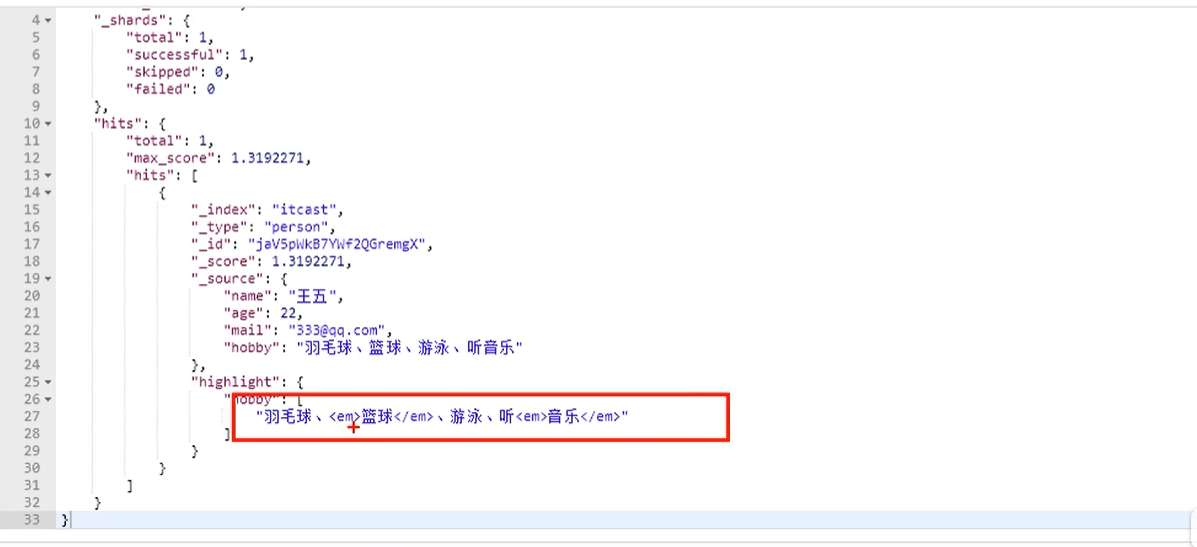 4 "_shards": {
5 "total": 1,
6 "successful": 1,
7 "skipped": 0,
8 "failed": 0
9 },
10 "hits": {
11 "total": 1,
12 "max_score": 1.3192271,
13 "hits": [
14 {
15 "_index": "itcast",
16 "_type": "person",
17 "_id": "jaV5pWkB7YWf2QGremgX",
18 "_score": 1.3192271,
19 "_source": {
20 "name": "王五",
21 "age": 22,
22 "mail": "333@qq.com",
23 "hobby": "羽毛球、篮球、游泳、听音乐"
24 },
25 "highlight": {
26 "hobby": [
27 "羽毛球、<em>篮球</em>、游泳、听<em>音乐</em>"
28 ]
29 }
30 }
31 ]
32 }
33 }